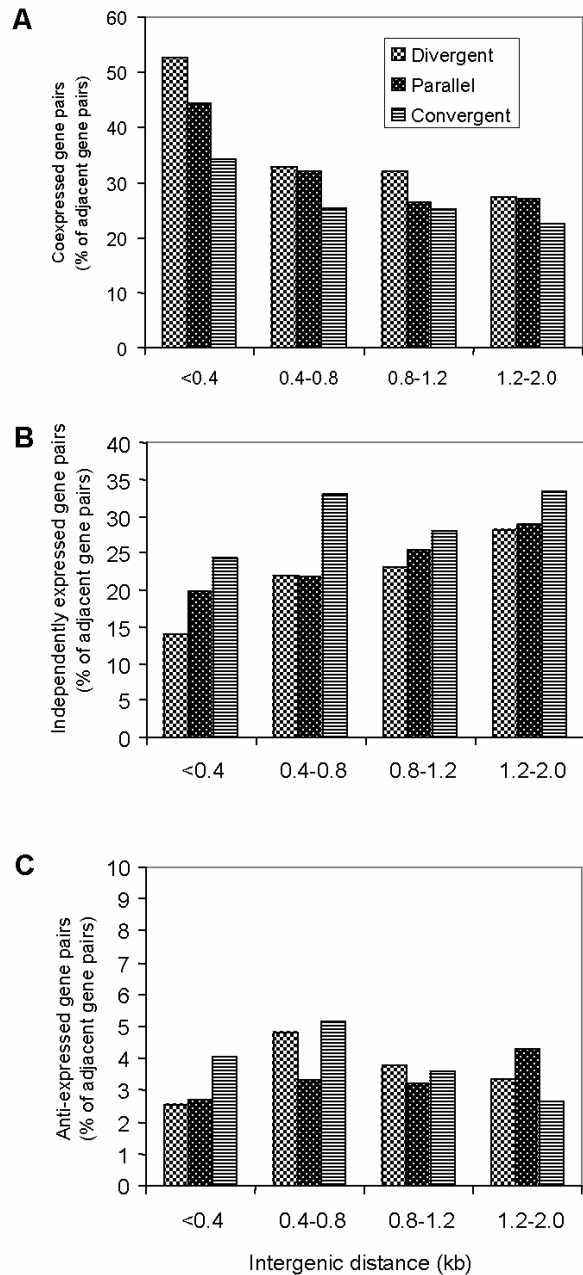 A
Coexpressed gene pairs
(% of adjacent gene pairs)
60
50
40
30
20
10
0
Divergent
Parallel
Convergent
<0.4 0.4-0.8 0.8-1.2 1.2-2.0
B
Independently expressed gene pairs
(% of adjacent gene pairs)
40
35
30
25
20
15
10
5
0
<0.4 0.4-0.8 0.8-1.2 1.2-2.0
C
Anti-expressed gene pairs
(% of adjacent gene pairs)
10
9
8
7
6
5
4
3
2
1
0
<0.4 0.4-0.8 0.8-1.2 1.2-2.0
Intergenic distance (kb)